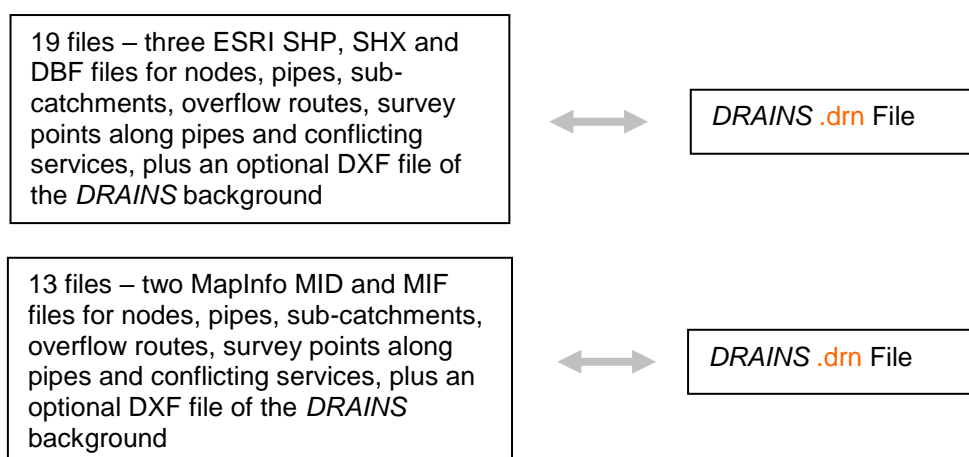 19 files – three ESRI SHP, SHX and
DBF files for nodes, pipes, sub-
catchments, overflow routes, survey
points along pipes and conflicting
services, plus an optional DXF file of
the DRAINS background
DRAINS .drn File
13 files – two MapInfo MID and MIF
files for nodes, pipes, sub-catchments,
overflow routes, survey points along
pipes and conflicting services, plus an
optional DXF file of the DRAINS
background
DRAINS .drn File